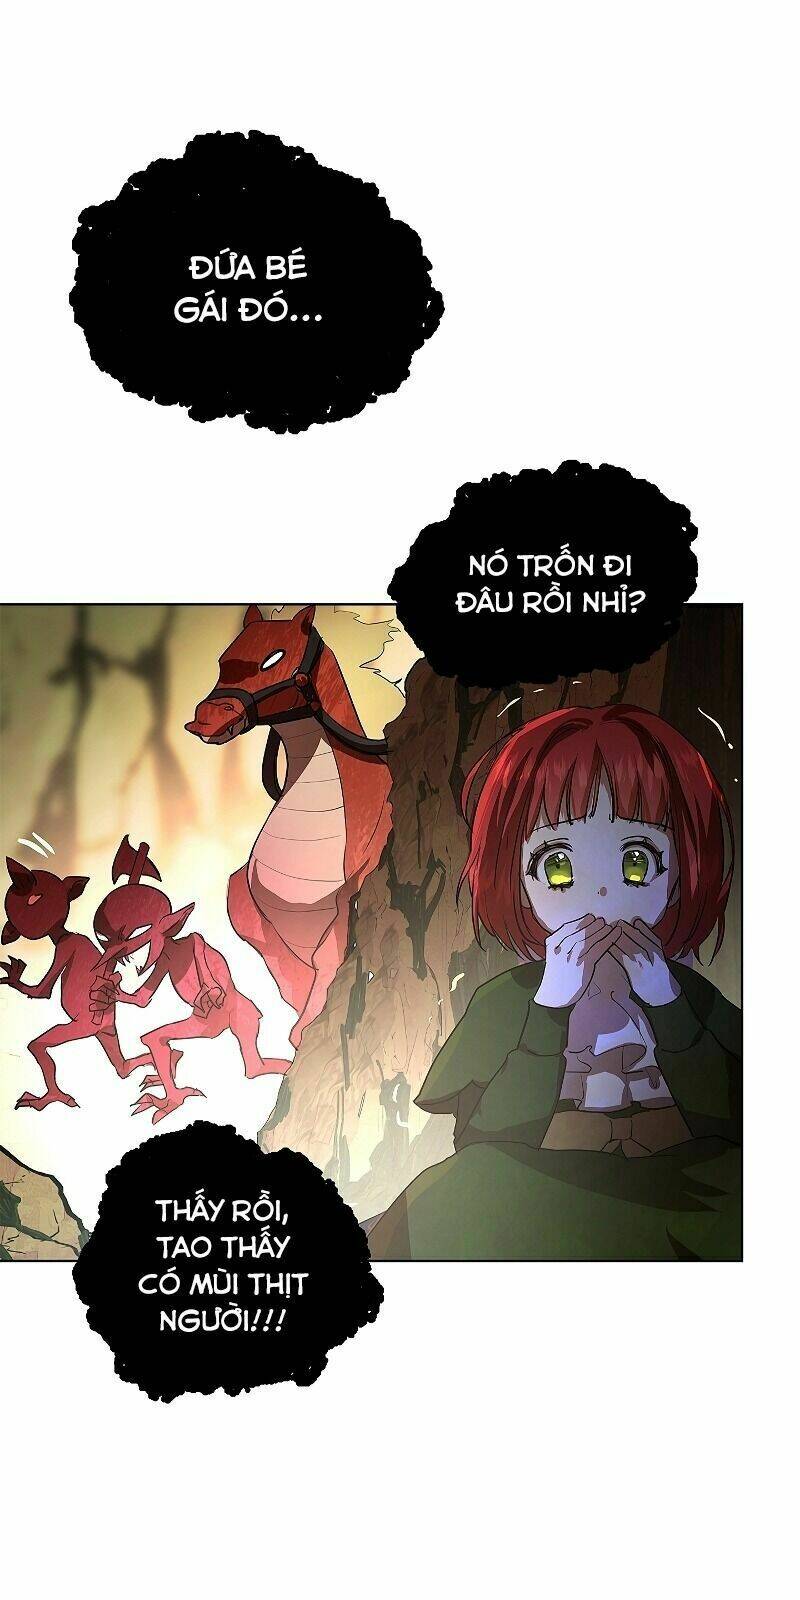 ĐỨA BÉ
GÁI ĐÓ...
NÓ TRỐN ĐI
ĐÂU RỒI NHỈ?
THẤY RỒI,
TAO THẤY
CÓ MÙI THỊT
NGƯỜI!!!